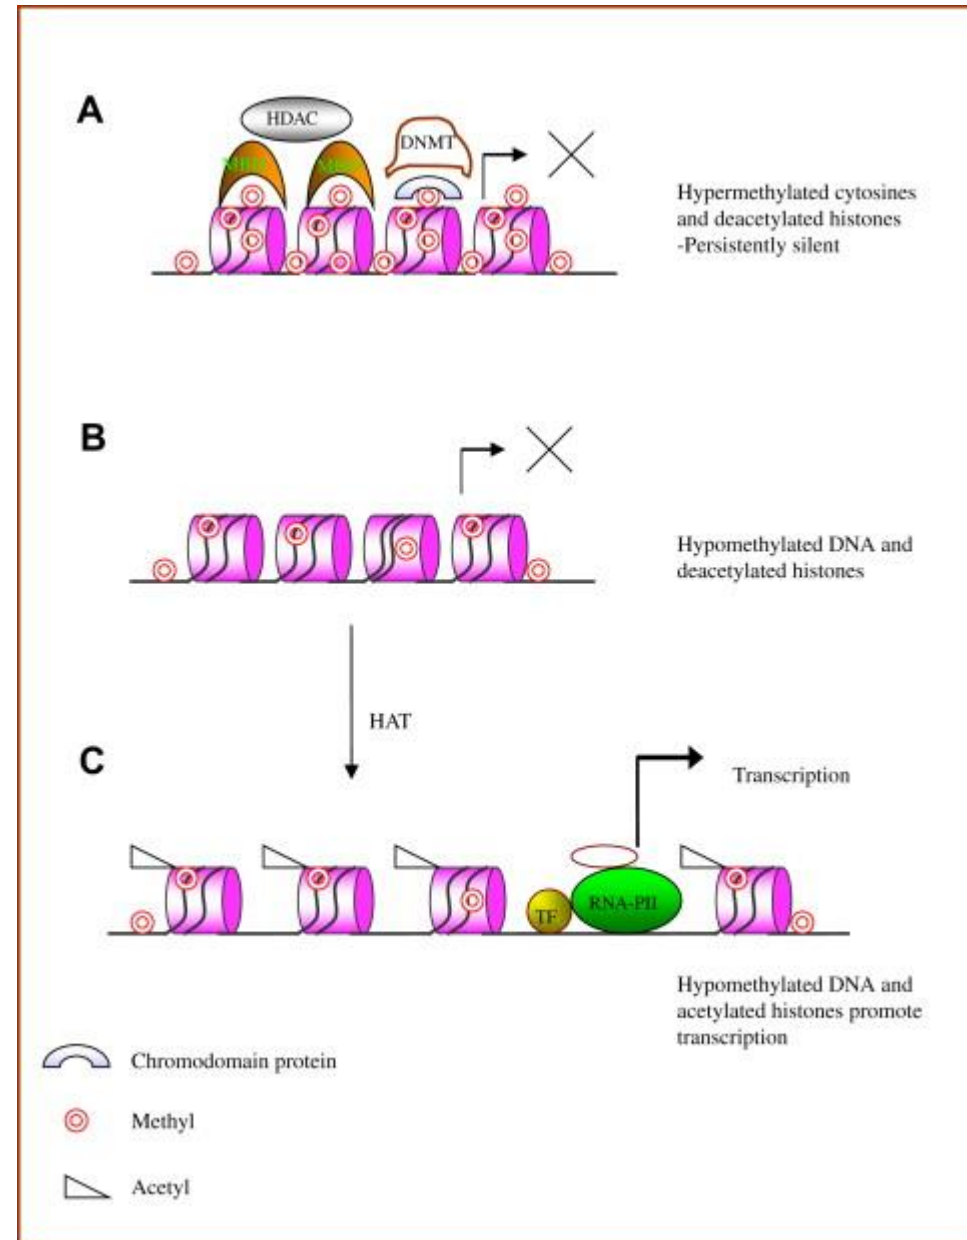 A
HDAC
DNMT
Hypermethylated cytosines
and deacetylated histones
-Persistently silent
B
Hypomethylated DNA and
deacetylated histones
HAT
C
Transcription
TF
RNA-PII
Hypomethylated DNA and
acetylated histones promote
transcription
Chromodomain protein
Methyl
Acetyl